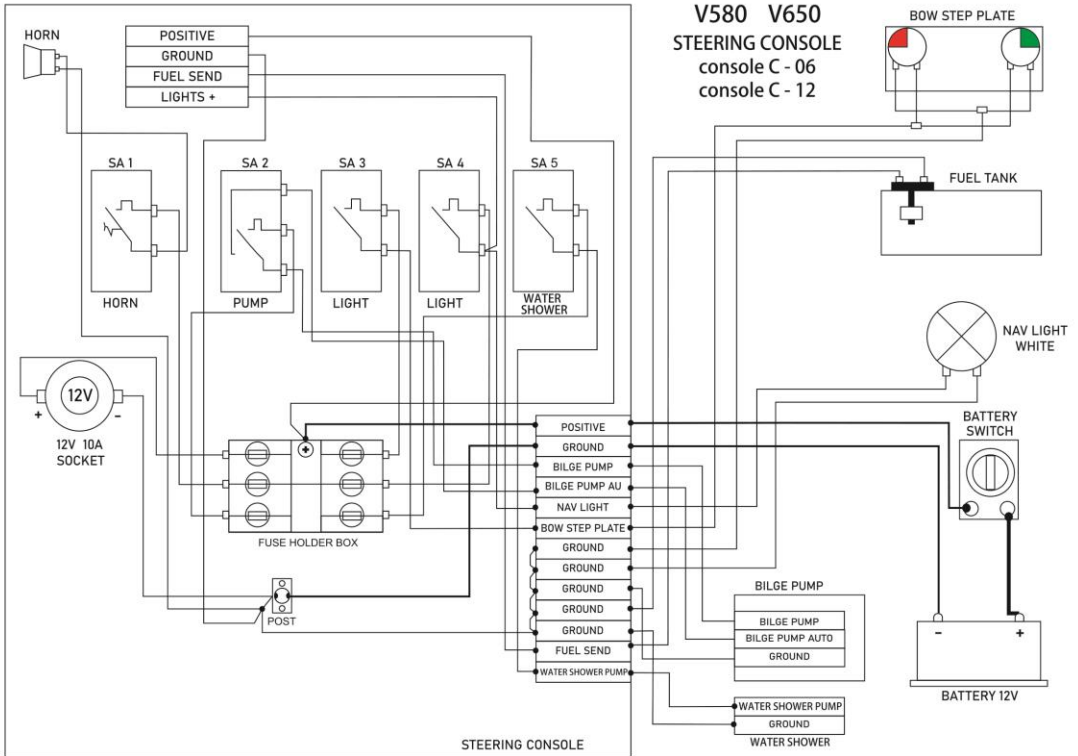 V580 V650
STEERING CONSOLE
console C - 06
console C - 12
BOW STEP PLATE
HORN
POSITIVE
GROUND
FUEL SEND
LIGHTS +
SA 1
SA 2
SA 3
SA 4
SA 5
FUEL TANK
HORN
PUMP
LIGHT
LIGHT
WATER
SHOWER
NAV LIGHT
WHITE
12V
+
-
12V 10A
SOCKET
+
FUSE HOLDER BOX
POST
POSITIVE
GROUND
BILGE PUMP
BILGE PUMP AU
NAV LIGHT
BOW STEP PLATE
GROUND
GROUND
GROUND
GROUND
GROUND
FUEL SEND
WATER SHOWER PUMP
BATTERY
SWITCH
BILGE PUMP
BILGE PUMP
BILGE PUMP AUTO
GROUND
-
+
BATTERY 12V
WATER SHOWER PUMP
GROUND
WATER SHOWER
STEERING CONSOLE